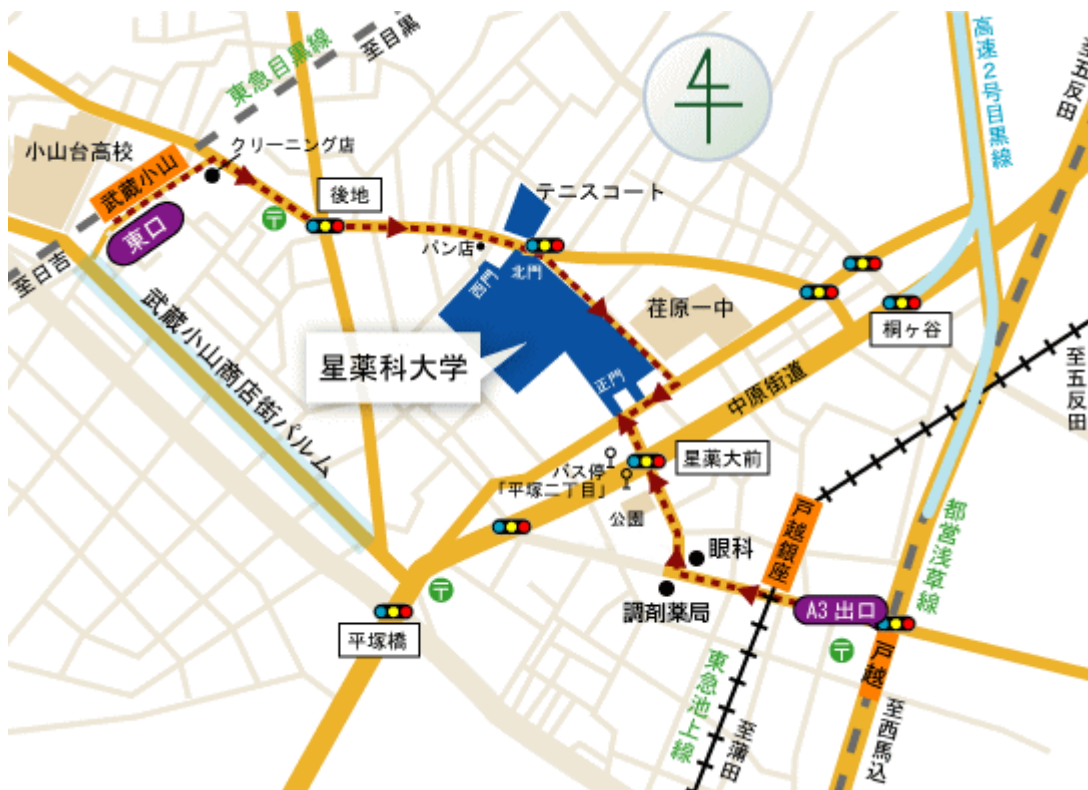 高速2号目黒線
至五反田
至目黒
東急目黒線
小山台高校
クリーニング店
武蔵小山
後地
テニスコート
東口
パン店
至日吉
西門
北門
荏原一中
桐ヶ谷
武蔵小山商店街パルム
星薬科大学
正門
中原街道
至五反田
星薬大前
バス停
「平塚二丁目」
公園
戸越銀座
都営浅草線
眼科
調剤薬局
A3出口
平塚橋
戸越
東急池上線
至蒲田
至西馬込